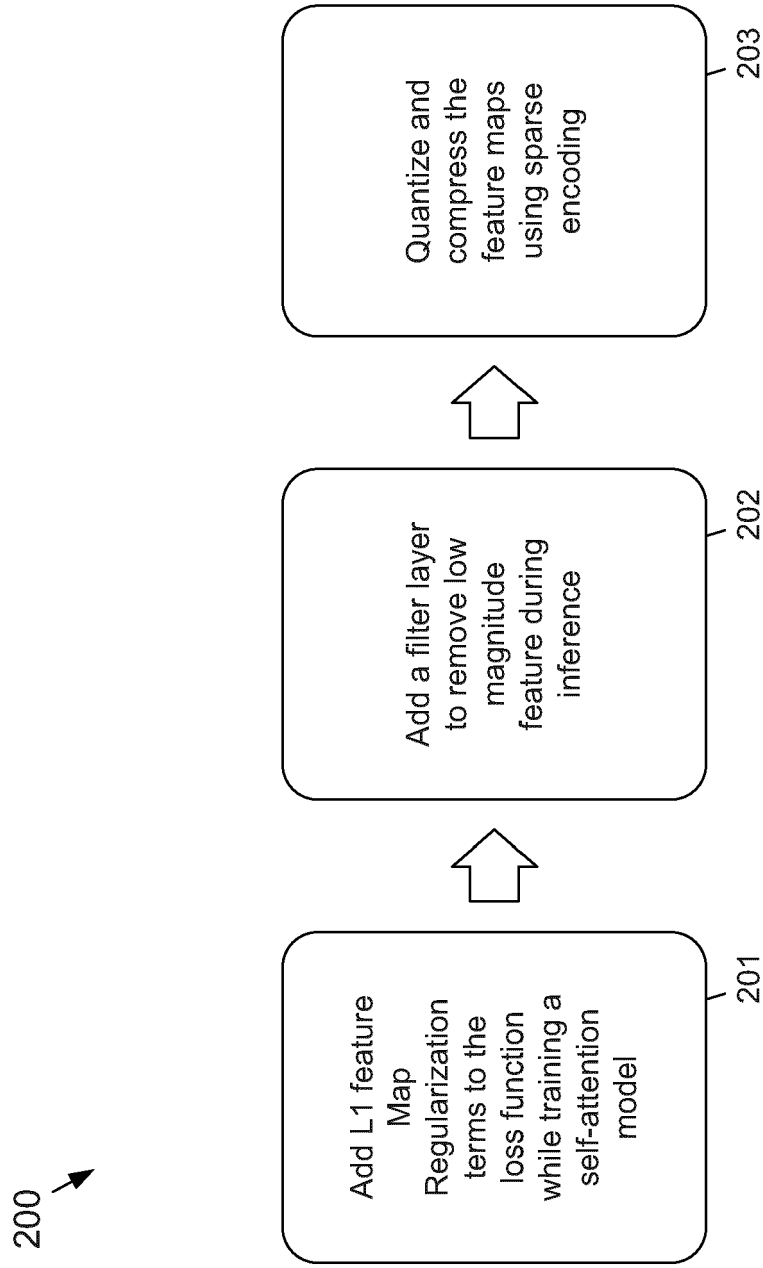 200
Add L1 feature
Map
Regularization
terms to the
loss function
while training a
self-attention
model
201
Add a filter layer
to remove low
magnitude
feature during
inference
202
Quantize and
compress the
feature maps
using sparse
encoding
203